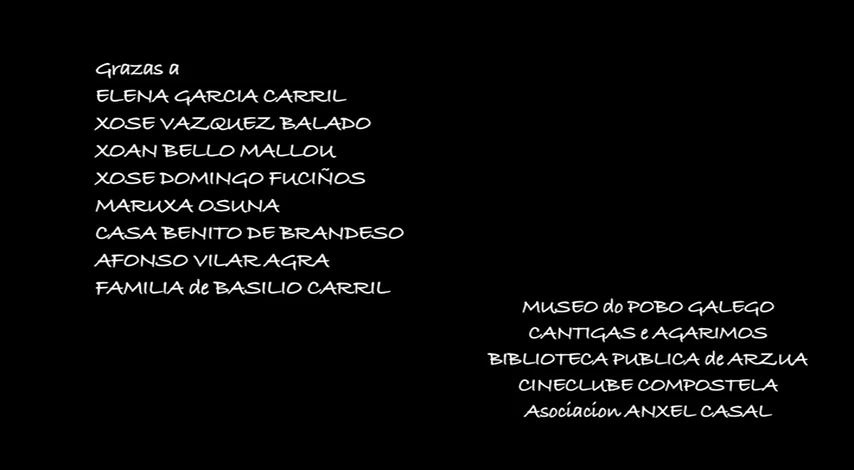 Grazas a
ELENA GARCIA CARRIL
XOSE VAZQUEZ BALADO
XOAN BELLO MALLOU
XOSE DOMINGO FUCIÑOS
MARUXA OSUNA
CASA BENITO DE BRANDESO
AFONSO VILAR AGRA
FAMILIA de BASILIO CARRIL
MUSEO do POBO GALEGO
CANTIGAS e AGARIMOS
BIBLIOTECA PUBLICA de ARZUA
CINECLUBE COMPOSTELA
Asociacion ANXEL CASAL